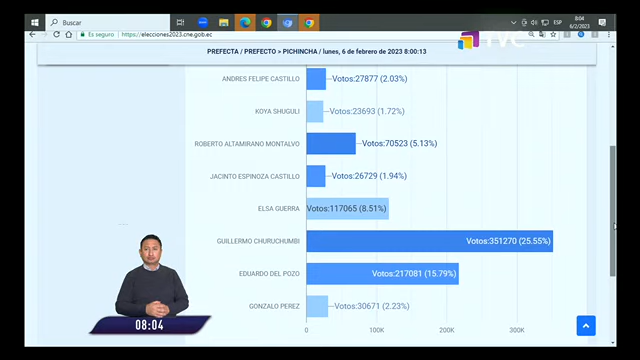 Buscar
ESP
8:04
6/2/2023
Es seguro
https://elecciones2023.cne.gob.ec
TVC
PREFECTA / PREFECTO » PICHINCHA / lunes, 6 de febrero de 2023 8:00:13
ANDRES FELIPE CASTILLO Votos:27877 (2.03%)
KOYA SHUGULI Votos:23693 (1.72%)
ROBERTO ALTAMIRANO MONTALVO Votos:70523 (5.13%)
JACINTO ESPINOZA CASTILLO Votos:26729 (1.94%)
ELSA GUERRA Votos:117065 (8.51%)
GUILLERMO CHURUCHUMBI Votos:351270 (25.55%)
EDUARDO DEL POZO Votos:217081 (15.79%)
GONZALO PEREZ Votos:30671 (2.23%)
0 100K 200K 300K
08:04